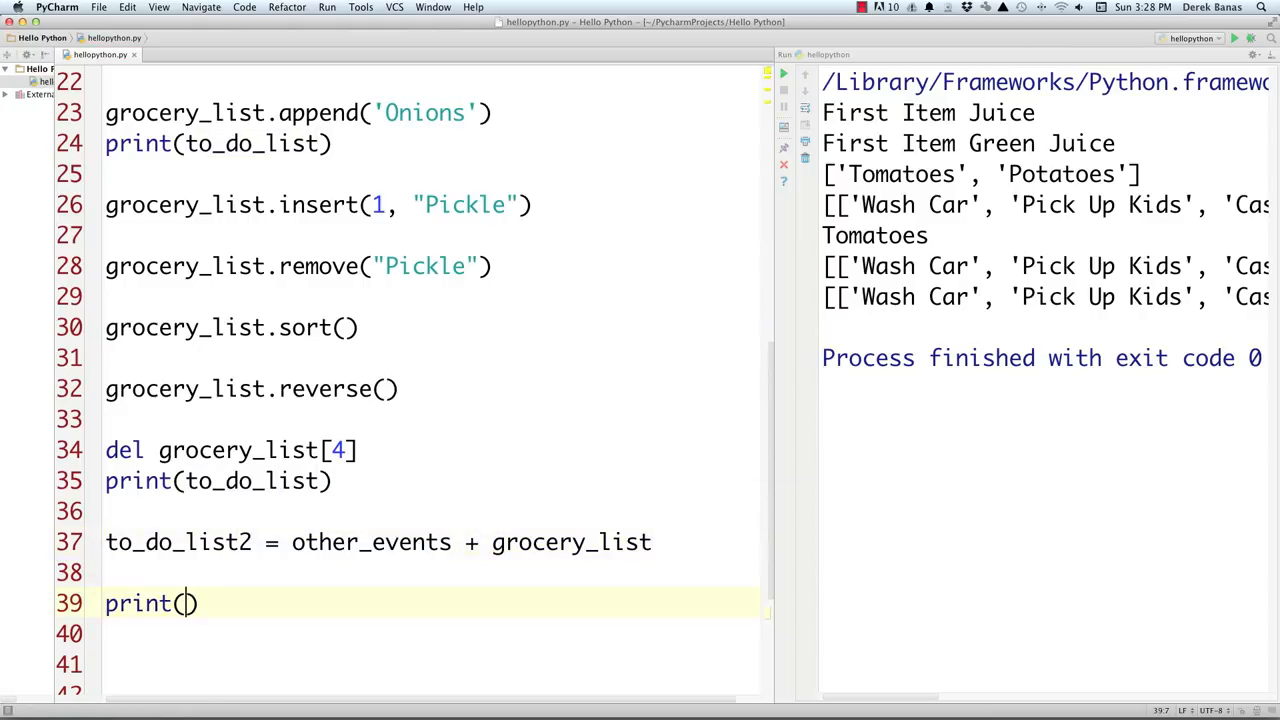 PyCharm File Edit View Navigate Code Refactor Run Tools VCS Window Help 10 Sun 3:28 PM Derek Banas
hellopython.py - Hello Python - [~/PycharmProjects/Hello Python]
Hello Python hellopython.py hellopython
hellopython.py Run hellopython
Hello P
hell
Extern
22
23 grocery_list.append('Onions')
24 print(to_do_list)
25
26 grocery_list.insert(1, "Pickle")
27
28 grocery_list.remove("Pickle")
29
30 grocery_list.sort()
31
32 grocery_list.reverse()
33
34 del grocery_list[4]
35 print(to_do_list)
36
37 to_do_list2 = other_events + grocery_list
38
39 print()
40
41
42
/Library/Frameworks/Python.framewo
First Item Juice
First Item Green Juice
['Tomatoes', 'Potatoes']
[['Wash Car', 'Pick Up Kids', 'Cas
Tomatoes
[['Wash Car', 'Pick Up Kids', 'Cas
[['Wash Car', 'Pick Up Kids', 'Cas
Process finished with exit code 0
39:7 LF UTF-8